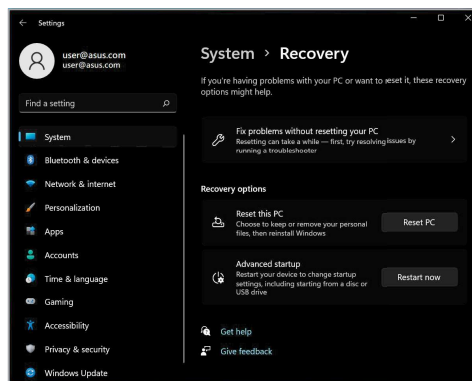 Settings
user@asus.com
user@asus.com
Find a setting
System
Bluetooth & devices
Network & internet
Personalization
Apps
Accounts
Time & language
Gaming
Accessibility
Privacy & security
Windows Update
System > Recovery
If you're having problems with your PC or want to reset it, these recovery
options might help.
Fix problems without resetting your PC
Resetting can take a while — first, try resolving issues by
running a troubleshooter
Recovery options
Reset this PC
Choose to keep or remove your personal
files, then reinstall Windows
Reset PC
Advanced startup
Restart your device to change startup
settings, including starting from a disc or
USB drive
Restart now
Get help
Give feedback